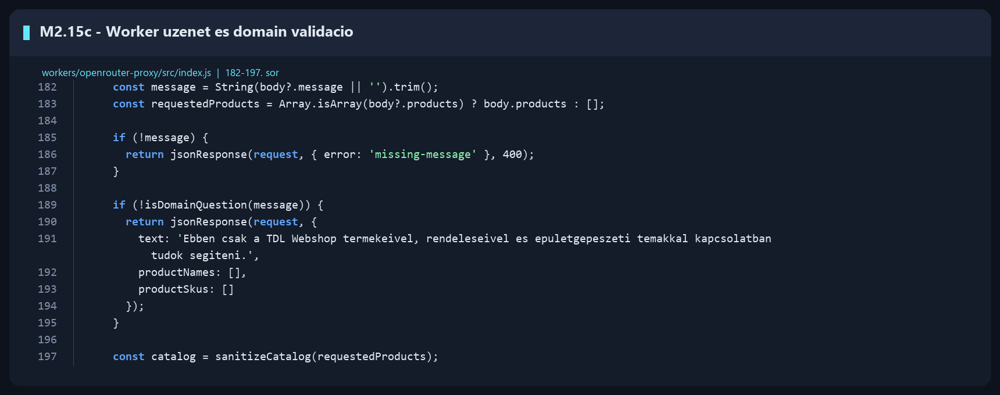 M2.15c - Worker uzenet es domain validacio
workers/openrouter-proxy/src/index.js | 182-197. sor
182 const message = String(body?.message || '').trim();
183 const requestedProducts = Array.isArray(body?.products) ? body.products : [];
184
185 if (!message) {
186 return jsonResponse(request, { error: 'missing-message' }, 400);
187 }
188
189 if (!isDomainQuestion(message)) {
190 return jsonResponse(request, {
191 text: 'Ebben csak a TDL Webshop termekeivel, rendeleseivel es epuletgepeszeti temakkal kapcsolatban
tudok segiteni.',
192 productNames: [],
193 productSkus: []
194 });
195 }
196
197 const catalog = sanitizeCatalog(requestedProducts);